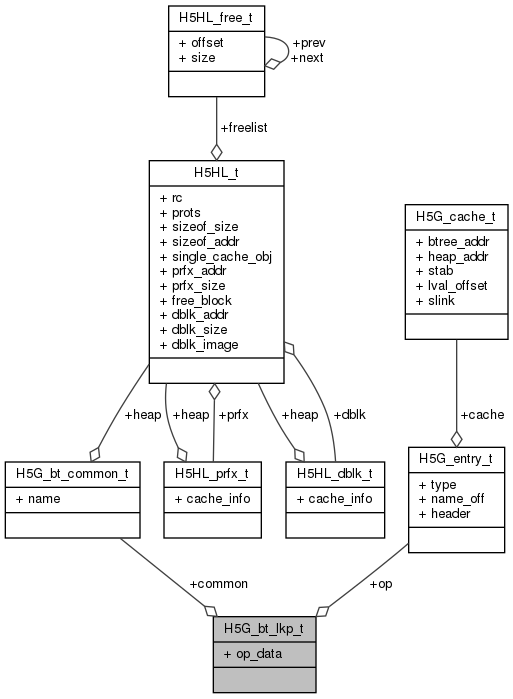 H5HL_free_t
+ offset
+ size
+prev
+next
+freelist
H5HL_t
+ rc
+ prots
+ sizeof_size
+ sizeof_addr
+ single_cache_obj
+ prfx_addr
+ prfx_size
+ free_block
+ dblk_addr
+ dblk_size
+ dblk_image
H5G_cache_t
+ btree_addr
+ heap_addr
+ stab
+ lval_offset
+ slink
+heap
+heap
+prfx
+heap
+dblk
+cache
H5G_bt_common_t
+ name
H5HL_prfx_t
+ cache_info
H5HL_dblk_t
+ cache_info
H5G_entry_t
+ type
+ name_off
+ header
+common
+op
H5G_bt_lkp_t
+ op_data